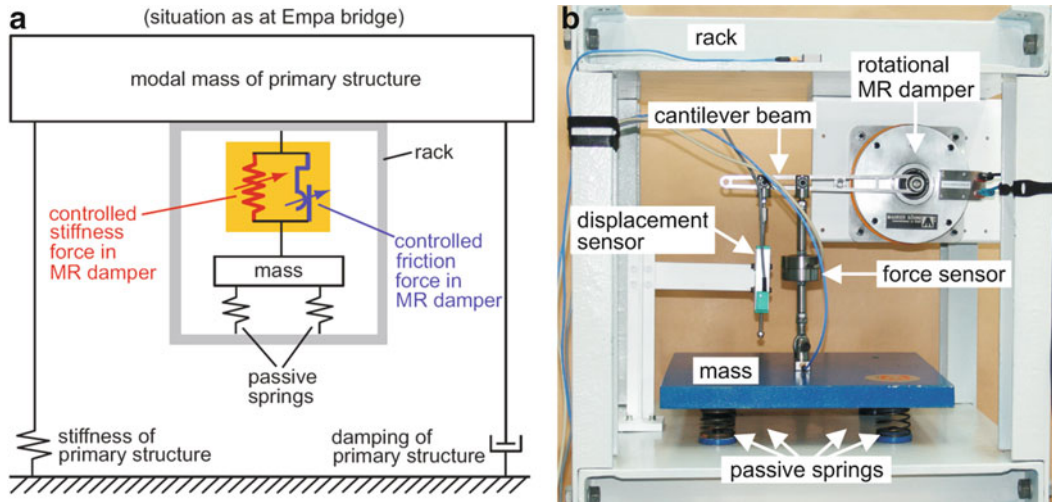 a
(situation as at Empa bridge)
modal mass of primary structure
rack
controlled
stiffness
force in
MR damper
controlled
friction
force in
MR damper
mass
passive
springs
stiffness of
primary structure
damping of
primary structure
b
rack
rotational
MR damper
cantilever beam
displacement
sensor
force sensor
mass
passive springs